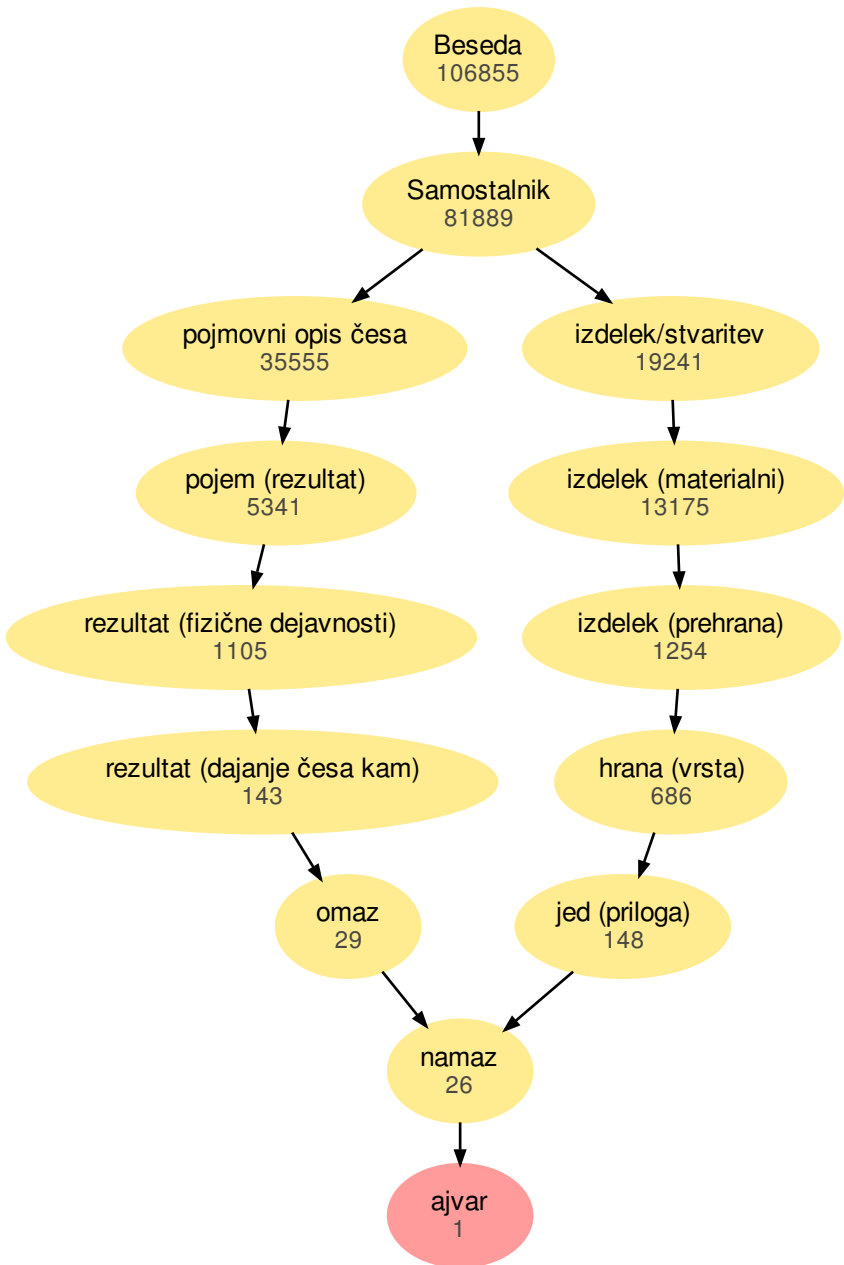 Beseda
106855
Samostalnik
81889
pojmovni opis česa
35555
izdelek/stvaritev
19241
pojem (rezultat)
5341
izdelek (materialni)
13175
rezultat (fizične dejavnosti)
1105
izdelek (prehrana)
1254
rezultat (dajanje česa kam)
143
hrana (vrsta)
686
omaz
29
jed (priloga)
148
namaz
26
ajvar
1